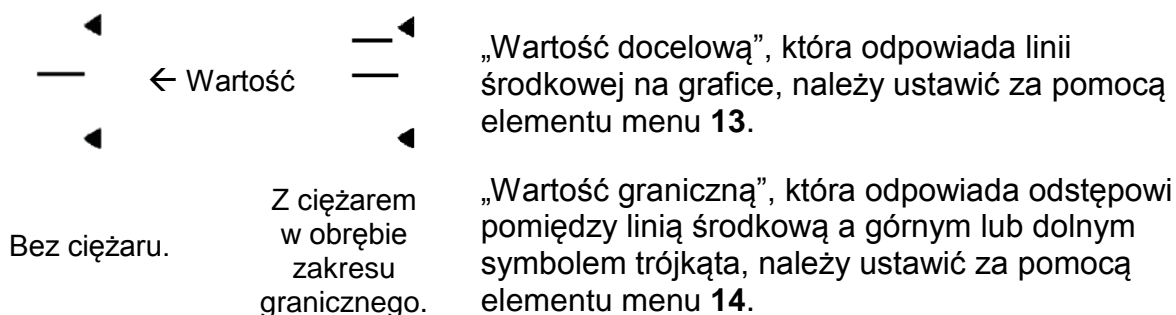 ← Wartość
Bez ciężaru.
Z ciężarem
w obrębie
zakresu
granicznego.
„Wartość docelową”, która odpowiada linii
środkowej na grafice, należy ustawić za pomocą
elementu menu 13.
„Wartość graniczną”, która odpowiada odstępowi
pomiędzy linią środkową a górnym lub dolnym
symbolem trójkąta, należy ustawić za pomocą
elementu menu 14.